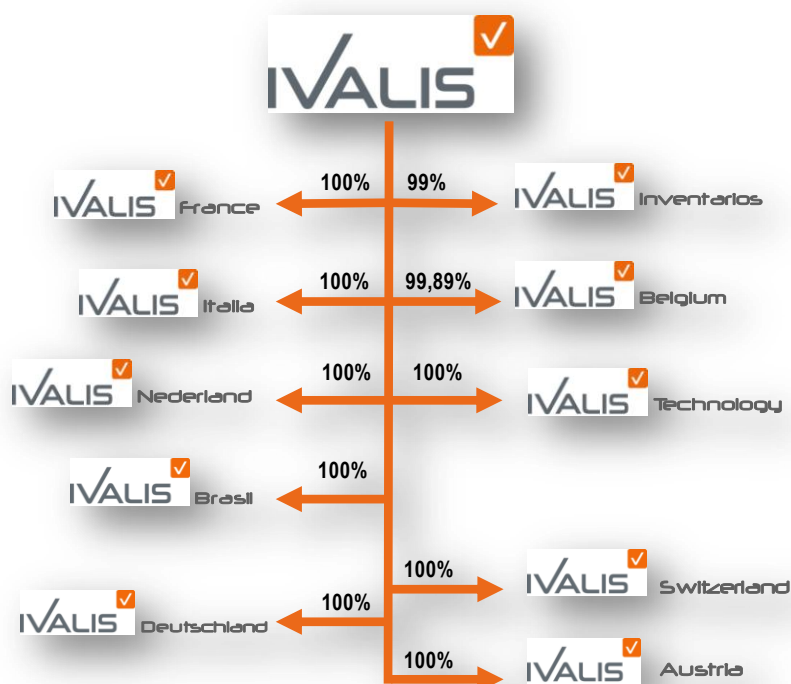 IVALIS
100% 99%
IVALIS France
IVALIS Inventarios
100% 99,89%
IVALIS Italia
IVALIS Belgium
100% 100%
IVALIS Nederland
IVALIS Technology
100%
IVALIS Brasil
100%
IVALIS Switzerland
100%
IVALIS Deutschland
100%
IVALIS Austria